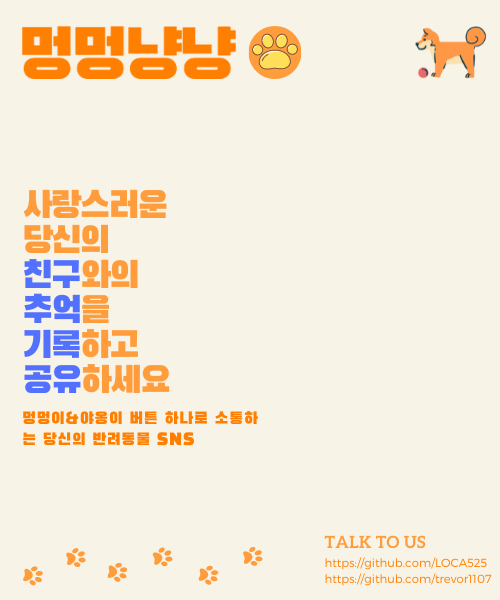 멍멍냥냥
사랑스러운
당신의
친구와의
추억을
기록하고
공유하세요
멍멍이&야옹이 버튼 하나로 소통하
는 당신의 반려동물 SNS
TALK TO US
https://github.com/LOCA525
https://github.com/trevor1107